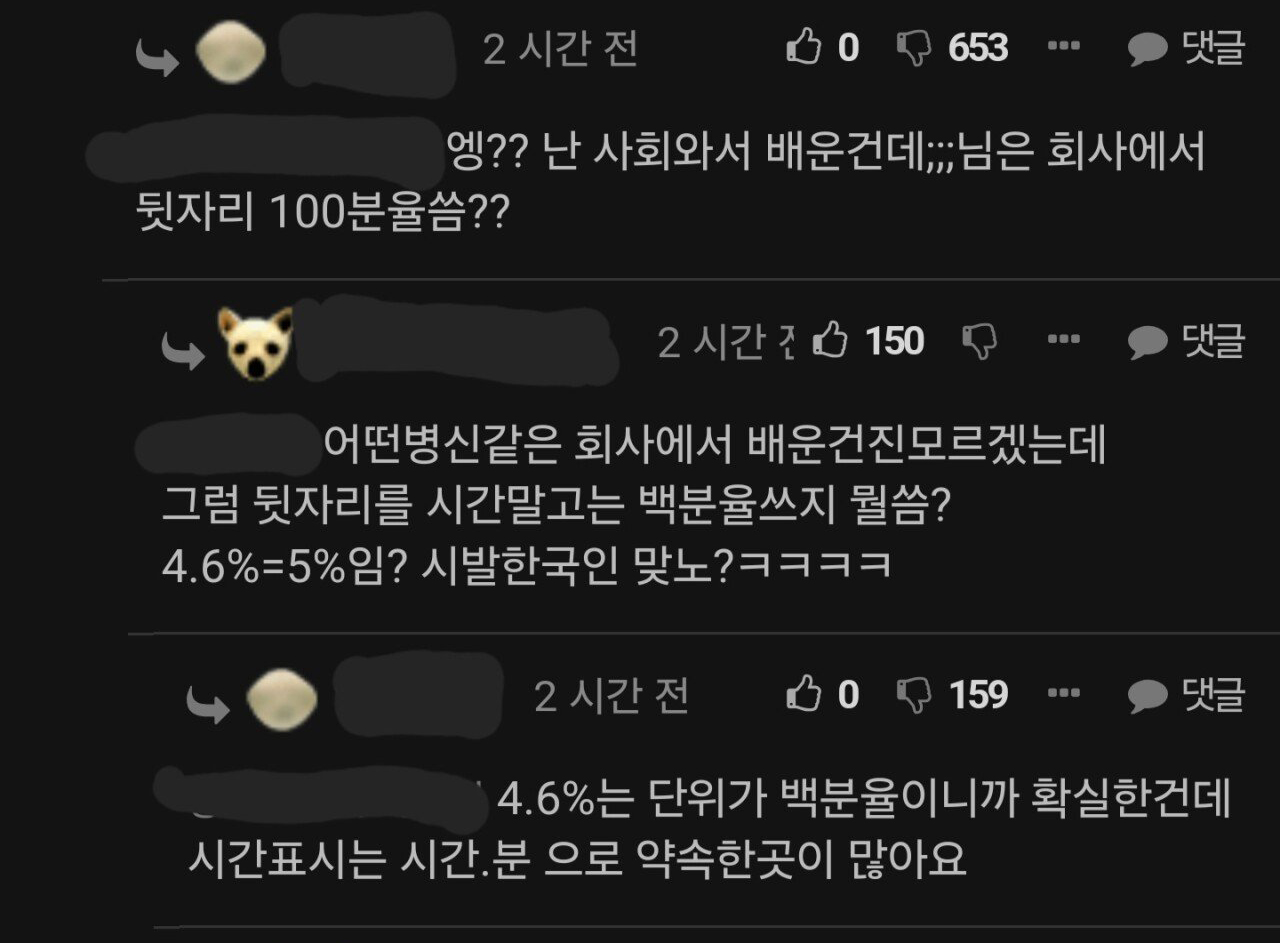 2 시간 전 0 653 ··· 댓글
엥?? 난 사회와서 배운건데;;;님은 회사에서
뒷자리 100분율씀??
2 시간 전 150 ··· 댓글
어떤병신같은 회사에서 배운건진모르겠는데
그럼 뒷자리를 시간말고는 백분율쓰지 뭘씀?
4.6%=5%임? 시발한국인 맞노?ㅋㅋㅋㅋ
2 시간 전 0 159 ··· 댓글
4.6%는 단위가 백분율이니까 확실한건데
시간표시는 시간.분 으로 약속한곳이 많아요